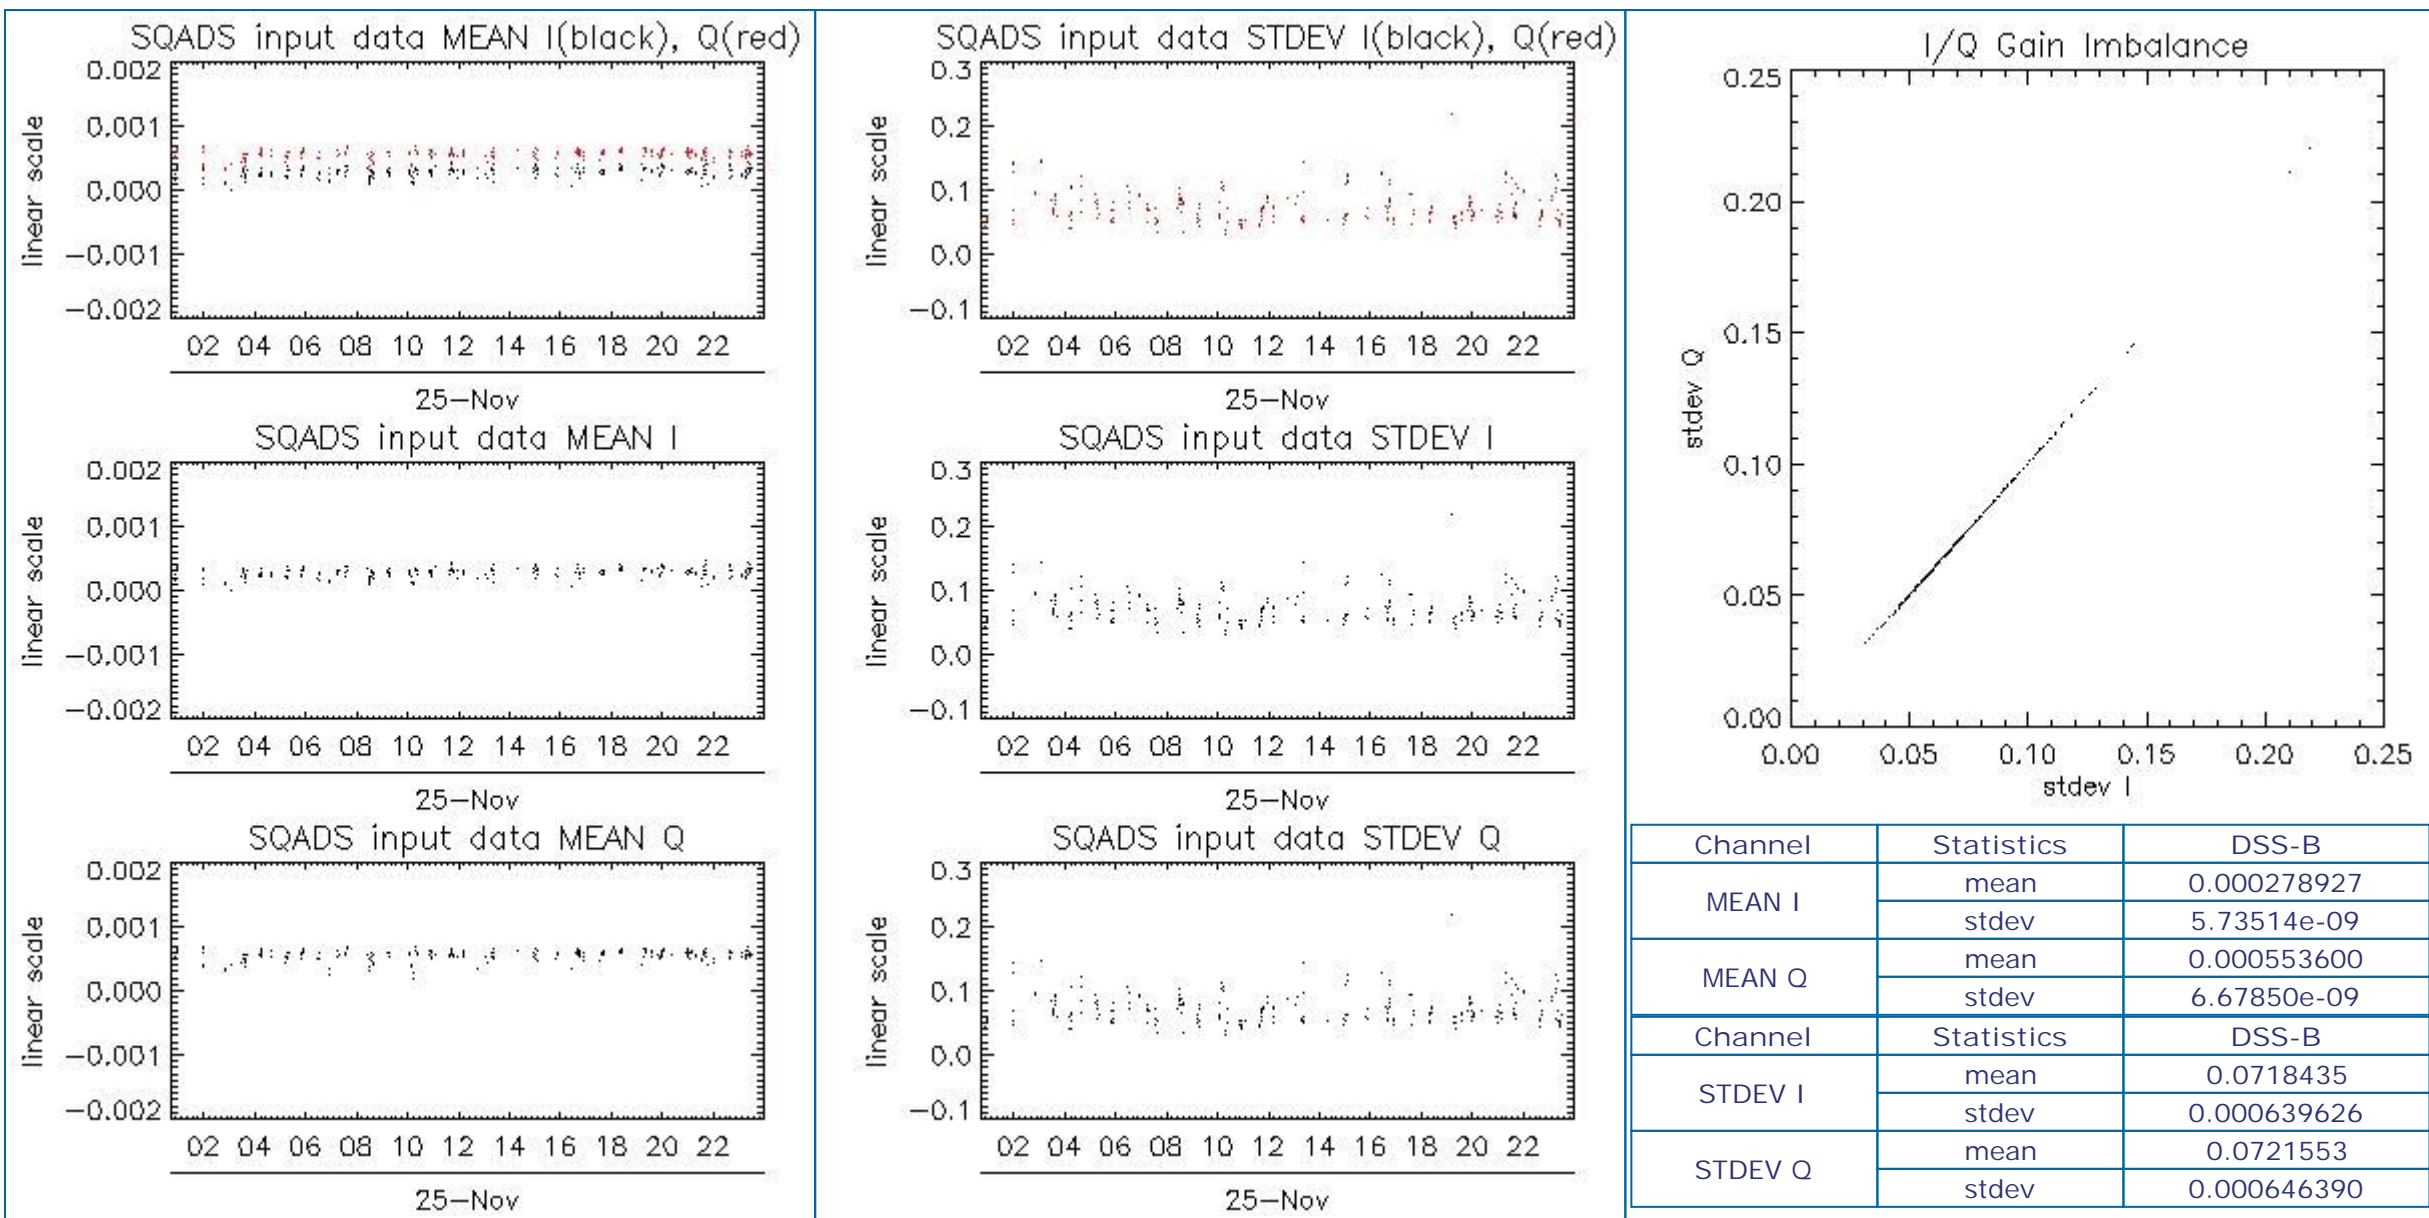 SQADS input data MEAN I(black), Q(red)
0.002
0.001
0.000
−0.001
−0.002
linear scale
02 04 06 08 10 12 14 16 18 20 22
25−Nov
SQADS input data MEAN I
0.002
0.001
0.000
−0.001
−0.002
linear scale
02 04 06 08 10 12 14 16 18 20 22
25−Nov
SQADS input data MEAN Q
0.002
0.001
0.000
−0.001
−0.002
linear scale
02 04 06 08 10 12 14 16 18 20 22
25−Nov
SQADS input data STDEV I(black), Q(red)
0.3
0.2
0.1
0.0
−0.1
linear scale
02 04 06 08 10 12 14 16 18 20 22
25−Nov
SQADS input data STDEV I
0.3
0.2
0.1
0.0
−0.1
linear scale
02 04 06 08 10 12 14 16 18 20 22
25−Nov
SQADS input data STDEV Q
0.3
0.2
0.1
0.0
−0.1
linear scale
02 04 06 08 10 12 14 16 18 20 22
25−Nov
I/Q Gain Imbalance
0.25
0.20
0.15
0.10
0.05
0.00
stdev Q
0.00 0.05 0.10 0.15 0.20 0.25
stdev I
Channel Statistics DSS-B
MEAN I mean 0.000278927
stdev 5.73514e-09
MEAN Q mean 0.000553600
stdev 6.67850e-09
Channel Statistics DSS-B
STDEV I mean 0.0718435
stdev 0.000639626
STDEV Q mean 0.0721553
stdev 0.000646390